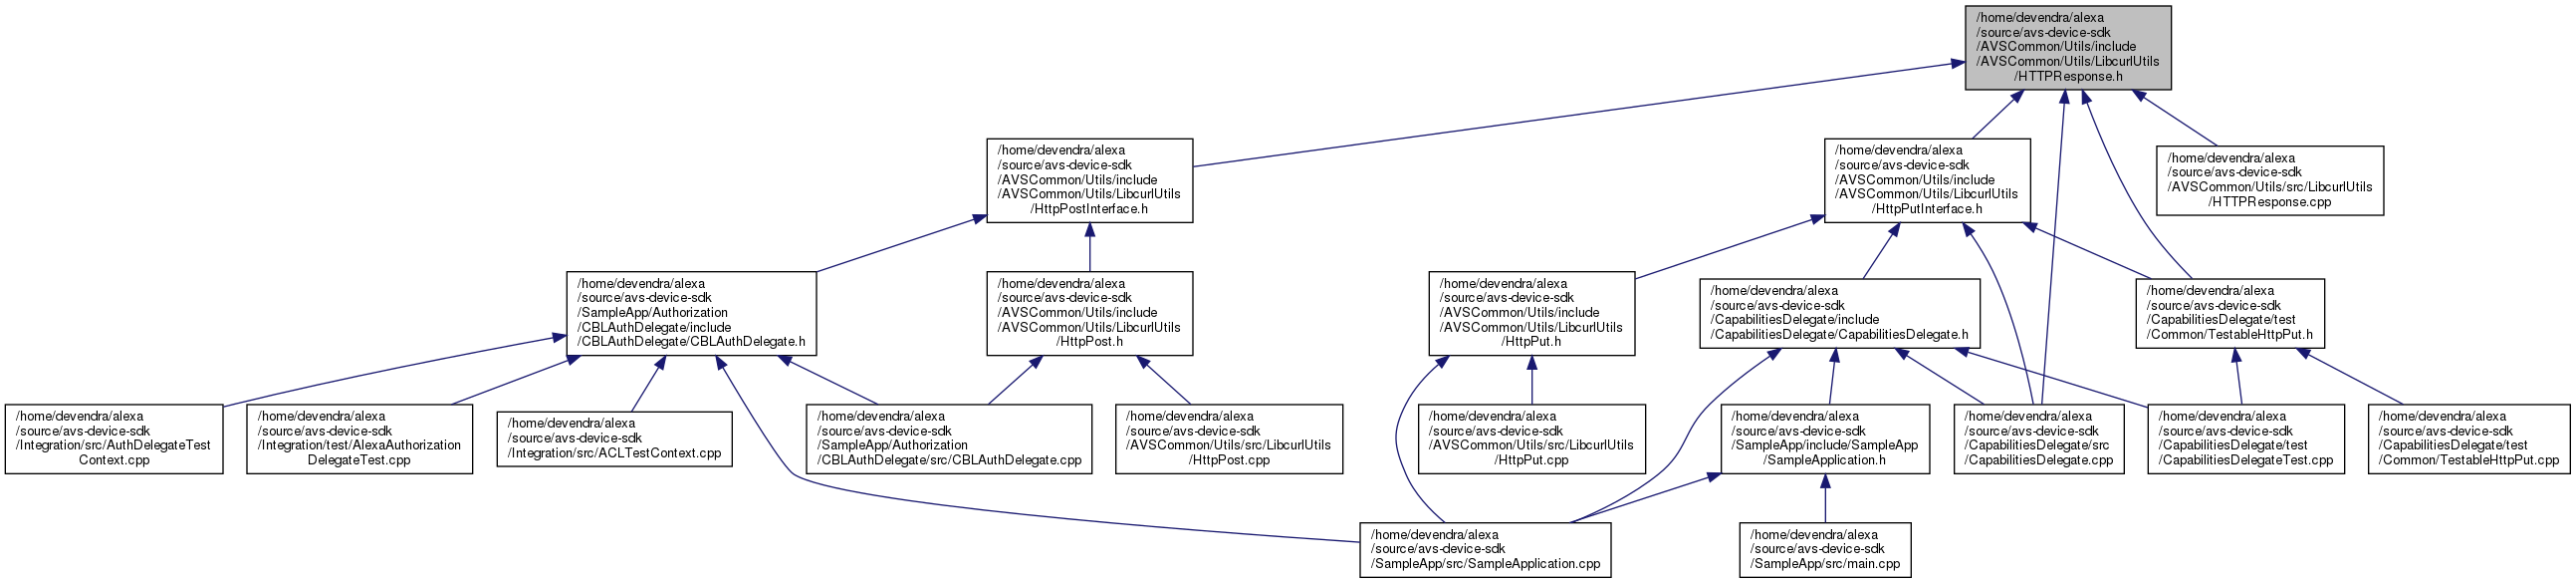 /home/devendra/alexa
/source/avs-device-sdk
/AVSCommon/Utils/include
/AVSCommon/Utils/LibcurlUtils
/HTTPResponse.h
/home/devendra/alexa
/source/avs-device-sdk
/AVSCommon/Utils/include
/AVSCommon/Utils/LibcurlUtils
/HttpPostInterface.h
/home/devendra/alexa
/source/avs-device-sdk
/AVSCommon/Utils/include
/AVSCommon/Utils/LibcurlUtils
/HttpPutInterface.h
/home/devendra/alexa
/source/avs-device-sdk
/AVSCommon/Utils/src/LibcurlUtils
/HTTPResponse.cpp
/home/devendra/alexa
/source/avs-device-sdk
/SampleApp/Authorization
/CBLAuthDelegate/include
/CBLAuthDelegate/CBLAuthDelegate.h
/home/devendra/alexa
/source/avs-device-sdk
/AVSCommon/Utils/include
/AVSCommon/Utils/LibcurlUtils
/HttpPost.h
/home/devendra/alexa
/source/avs-device-sdk
/AVSCommon/Utils/include
/AVSCommon/Utils/LibcurlUtils
/HttpPut.h
/home/devendra/alexa
/source/avs-device-sdk
/CapabilitiesDelegate/include
/CapabilitiesDelegate/CapabilitiesDelegate.h
/home/devendra/alexa
/source/avs-device-sdk
/CapabilitiesDelegate/test
/Common/TestableHttpPut.h
/home/devendra/alexa
/source/avs-device-sdk
/Integration/src/AuthDelegateTest
Context.cpp
/home/devendra/alexa
/source/avs-device-sdk
/Integration/test/AlexaAuthorization
DelegateTest.cpp
/home/devendra/alexa
/source/avs-device-sdk
/Integration/src/ACLTestContext.cpp
/home/devendra/alexa
/source/avs-device-sdk
/SampleApp/Authorization
/CBLAuthDelegate/src/CBLAuthDelegate.cpp
/home/devendra/alexa
/source/avs-device-sdk
/AVSCommon/Utils/src/LibcurlUtils
/HttpPost.cpp
/home/devendra/alexa
/source/avs-device-sdk
/AVSCommon/Utils/src/LibcurlUtils
/HttpPut.cpp
/home/devendra/alexa
/source/avs-device-sdk
/SampleApp/include/SampleApp
/SampleApplication.h
/home/devendra/alexa
/source/avs-device-sdk
/CapabilitiesDelegate/src
/CapabilitiesDelegate.cpp
/home/devendra/alexa
/source/avs-device-sdk
/CapabilitiesDelegate/test
/CapabilitiesDelegateTest.cpp
/home/devendra/alexa
/source/avs-device-sdk
/CapabilitiesDelegate/test
/Common/TestableHttpPut.cpp
/home/devendra/alexa
/source/avs-device-sdk
/SampleApp/src/SampleApplication.cpp
/home/devendra/alexa
/source/avs-device-sdk
/SampleApp/src/main.cpp